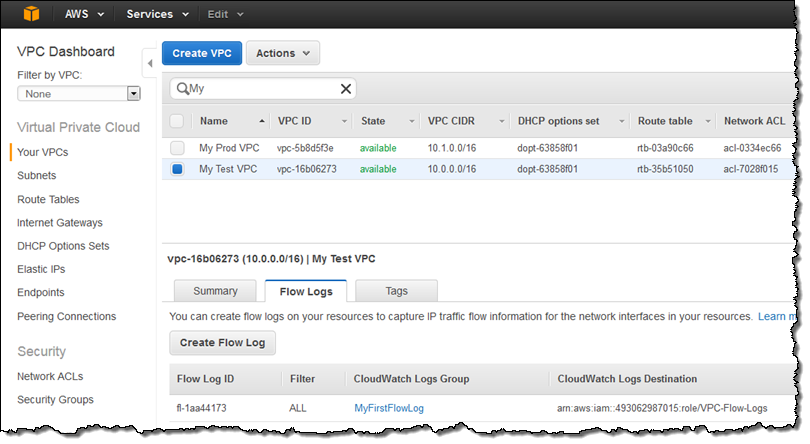 AWS Services Edit
VPC Dashboard
Filter by VPC:
None
Virtual Private Cloud
Your VPCs
Subnets
Route Tables
Internet Gateways
DHCP Options Sets
Elastic IPs
Endpoints
Peering Connections
Security
Network ACLs
Security Groups
Create VPC Actions
My
Name VPC ID State VPC CIDR DHCP options set Route table Network ACL
My Prod VPC vpc-5b8d5f3e available 10.1.0.0/16 dopt-63858f01 rtb-03a90c66 acl-0334ec66
My Test VPC vpc-16b06273 available 10.0.0.0/16 dopt-63858f01 rtb-35b51050 acl-7028f015
vpc-16b06273 (10.0.0.0/16) | My Test VPC
Summary Flow Logs Tags
You can create flow logs on your resources to capture IP traffic flow information for the network interfaces in your resources. Learn m
Create Flow Log
Flow Log ID Filter CloudWatch Logs Group CloudWatch Logs Destination
fl-1aa44173 ALL MyFirstFlowLog arn:aws:iam::493062987015:role/VPC-Flow-Logs